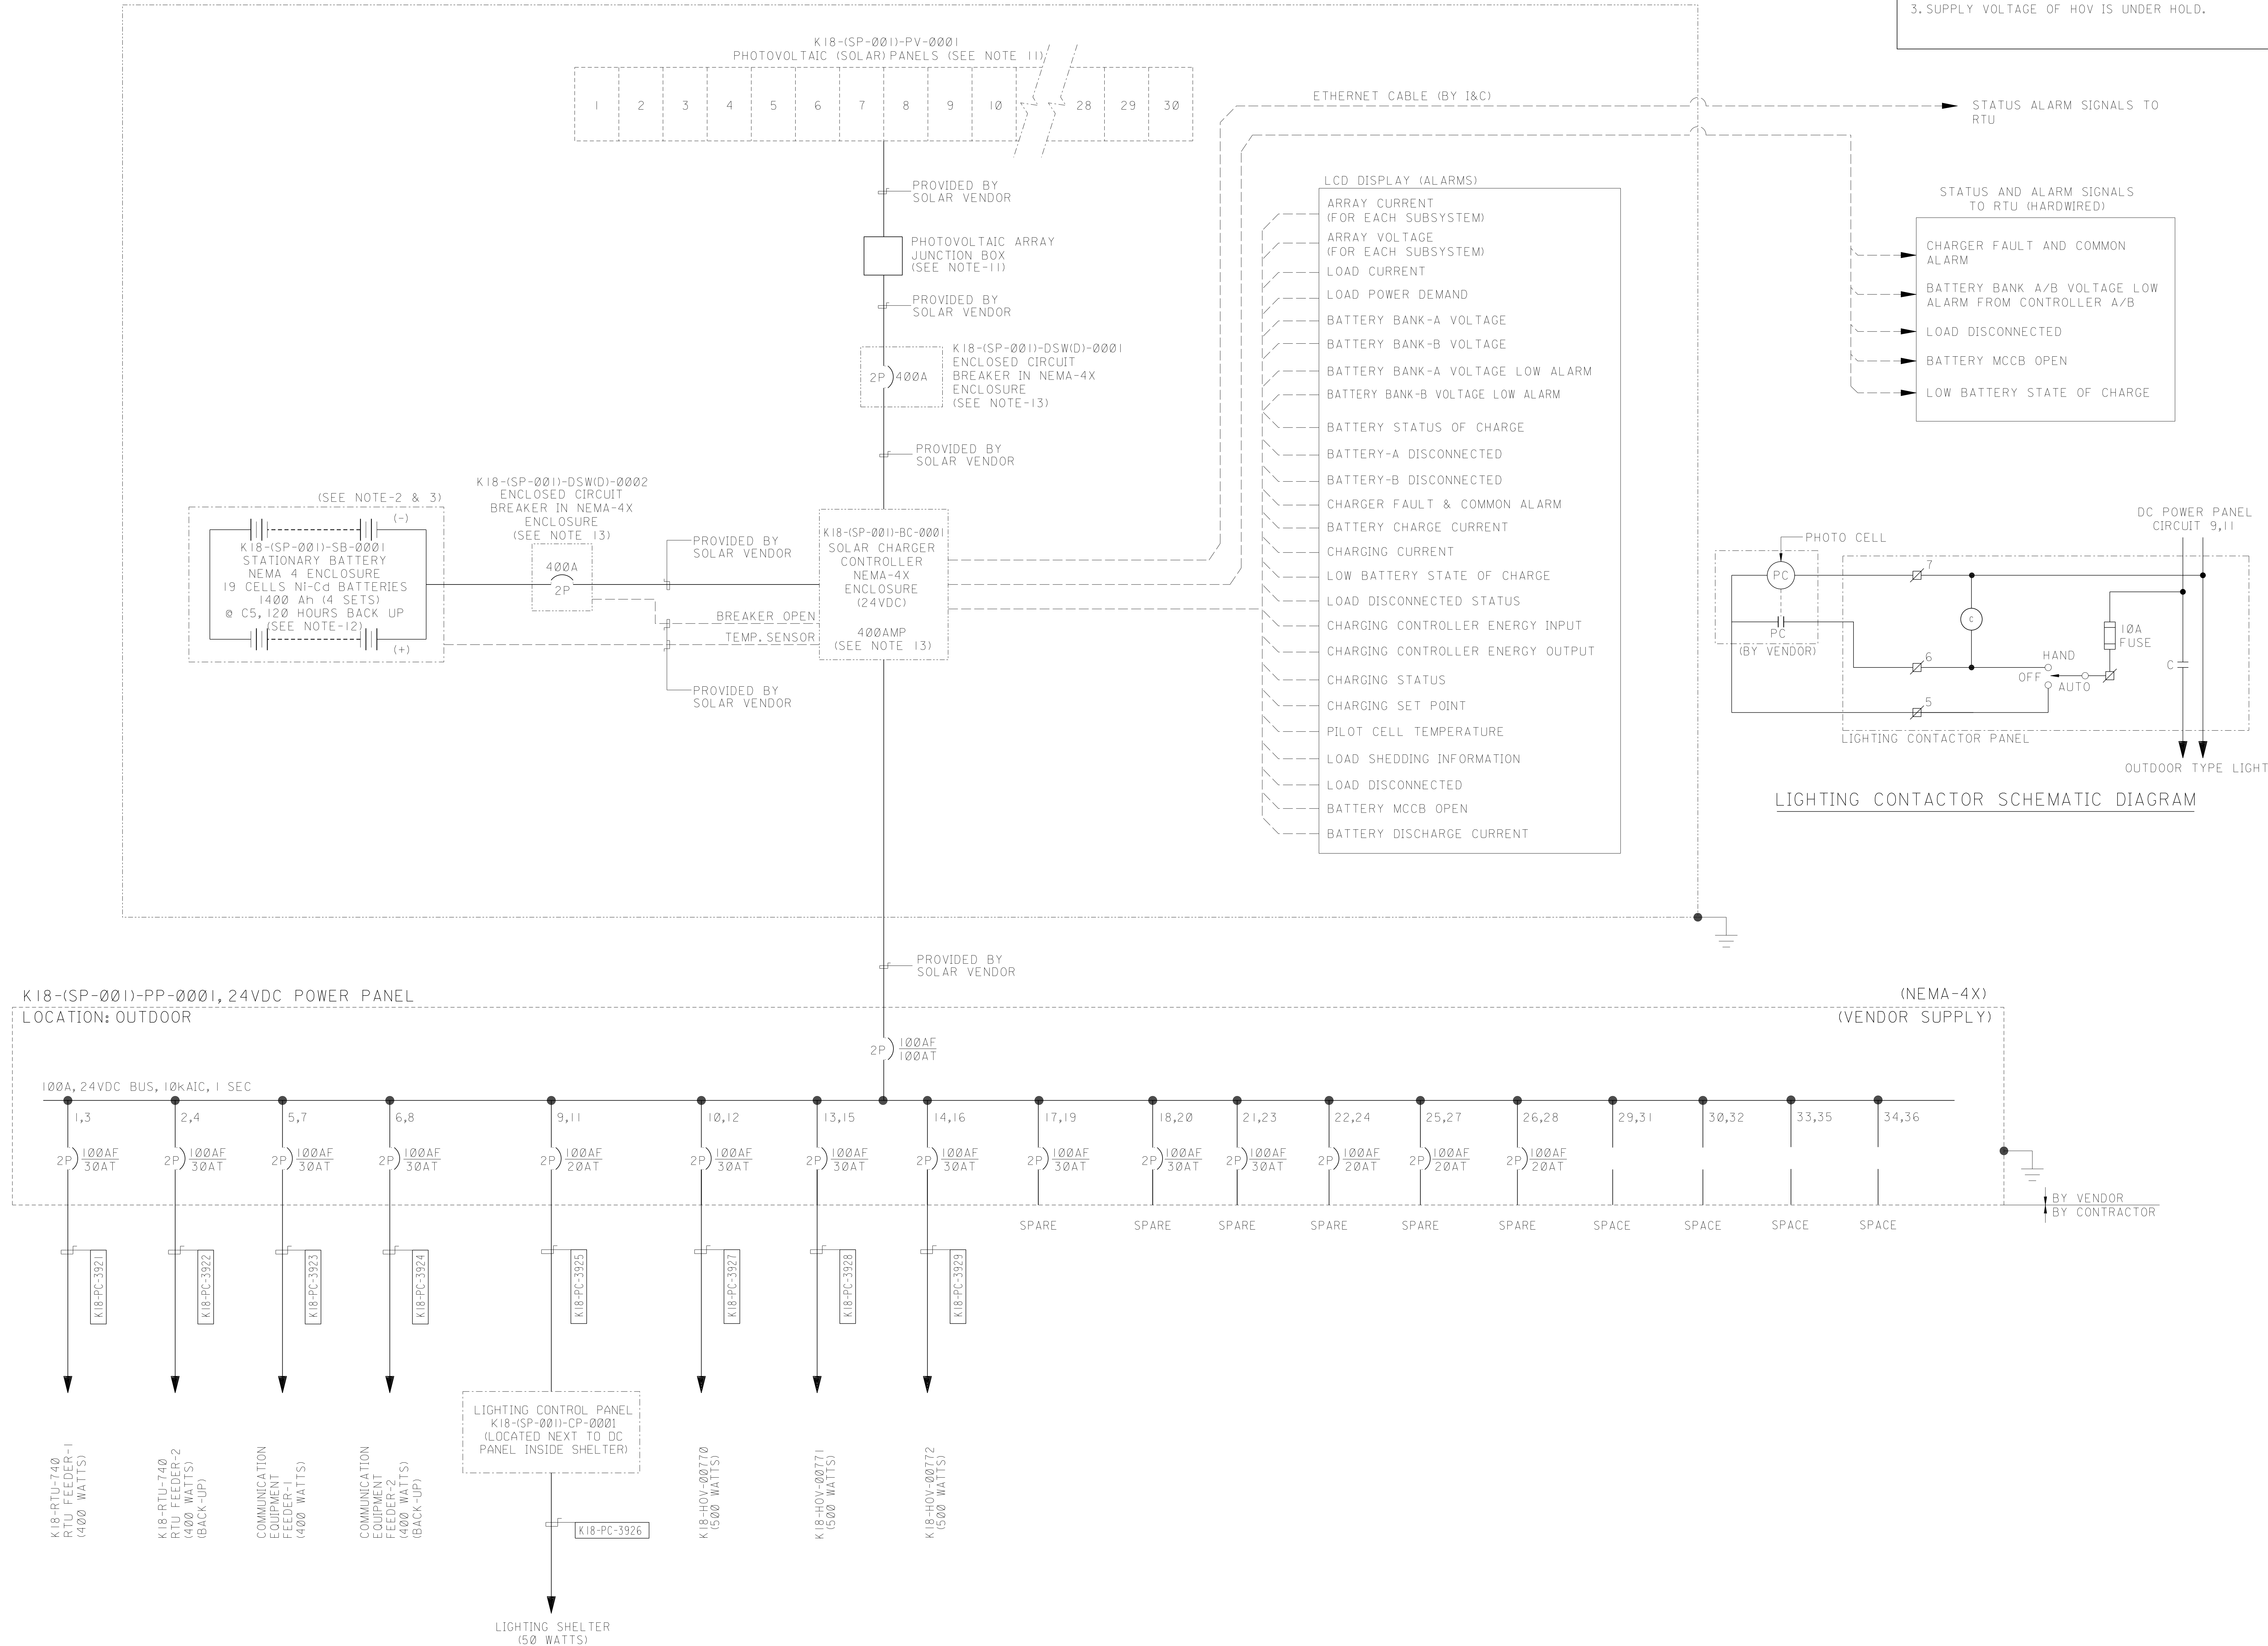 3. SUPPLY VOLTAGE OF HOV IS UNDER HOLD.
K18-(SP-001)-PV-0001
PHOTOVOLTAIC (SOLAR) PANELS (SEE NOTE 11)
1 2 3 4 5 6 7 8 9 10 28 29 30
PROVIDED BY
SOLAR VENDOR
PHOTOVOLTAIC ARRAY
JUNCTION BOX
(SEE NOTE-11)
PROVIDED BY
SOLAR VENDOR
2P 400A
K18-(SP-001)-DSW(D)-0001
ENCLOSED CIRCUIT
BREAKER IN NEMA-4X
ENCLOSURE
(SEE NOTE-13)
PROVIDED BY
SOLAR VENDOR
(SEE NOTE-2 & 3)
(-)
K18-(SP-001)-SB-0001
STATIONARY BATTERY
NEMA 4 ENCLOSURE
19 CELLS Ni-Cd BATTERIES
1400 Ah (4 SETS)
@ C5, 120 HOURS BACK UP
(SEE NOTE-12)
(+)
K18-(SP-001)-DSW(D)-0002
ENCLOSED CIRCUIT
BREAKER IN NEMA-4X
ENCLOSURE
(SEE NOTE 13)
400A
2P
PROVIDED BY
SOLAR VENDOR
BREAKER OPEN
TEMP. SENSOR
PROVIDED BY
SOLAR VENDOR
K18-(SP-001)-BC-0001
SOLAR CHARGER
CONTROLLER
NEMA-4X
ENCLOSURE
(24VDC)
400AMP
(SEE NOTE 13)
ETHERNET CABLE (BY I&C)
STATUS ALARM SIGNALS TO
RTU
LCD DISPLAY (ALARMS)
ARRAY CURRENT
(FOR EACH SUBSYSTEM)
ARRAY VOLTAGE
(FOR EACH SUBSYSTEM)
LOAD CURRENT
LOAD POWER DEMAND
BATTERY BANK-A VOLTAGE
BATTERY BANK-B VOLTAGE
BATTERY BANK-A VOLTAGE LOW ALARM
BATTERY BANK-B VOLTAGE LOW ALARM
BATTERY STATUS OF CHARGE
BATTERY-A DISCONNECTED
BATTERY-B DISCONNECTED
CHARGER FAULT & COMMON ALARM
BATTERY CHARGE CURRENT
CHARGING CURRENT
LOW BATTERY STATE OF CHARGE
LOAD DISCONNECTED STATUS
CHARGING CONTROLLER ENERGY INPUT
CHARGING CONTROLLER ENERGY OUTPUT
CHARGING STATUS
CHARGING SET POINT
PILOT CELL TEMPERATURE
LOAD SHEDDING INFORMATION
LOAD DISCONNECTED
BATTERY MCCB OPEN
BATTERY DISCHARGE CURRENT
STATUS AND ALARM SIGNALS
TO RTU (HARDWIRED)
CHARGER FAULT AND COMMON
ALARM
BATTERY BANK A/B VOLTAGE LOW
ALARM FROM CONTROLLER A/B
LOAD DISCONNECTED
BATTERY MCCB OPEN
LOW BATTERY STATE OF CHARGE
DC POWER PANEL
CIRCUIT 9,11
PHOTO CELL
PC
PC
(BY VENDOR)
7
6
5
C
HAND
OFF
AUTO
10A
FUSE
C
LIGHTING CONTACTOR PANEL
OUTDOOR TYPE LIGHT
LIGHTING CONTACTOR SCHEMATIC DIAGRAM
PROVIDED BY
SOLAR VENDOR
K18-(SP-001)-PP-0001, 24VDC POWER PANEL
LOCATION: OUTDOOR
(NEMA-4X)
(VENDOR SUPPLY)
2P 100AF
100AT
100A, 24VDC BUS, 10kAIC, 1 SEC
1,3 2,4 5,7 6,8 9,11 10,12 13,15 14,16 17,19 18,20 21,23 22,24 25,27 26,28 29,31 30,32 33,35 34,36
2P 100AF 2P 100AF 2P 100AF 2P 100AF 2P 100AF 2P 100AF 2P 100AF 2P 100AF 2P 100AF 2P 100AF 2P 100AF 2P 100AF 2P 100AF 2P 100AF
30AT 30AT 30AT 30AT 20AT 30AT 30AT 30AT 30AT 30AT 30AT 20AT 20AT 20AT
BY VENDOR
BY CONTRACTOR
SPARE SPARE SPARE SPARE SPARE SPARE SPACE SPACE SPACE SPACE
K18-PC-3921
K18-PC-3922
K18-PC-3923
K18-PC-3924
K18-PC-3925
K18-PC-3927
K18-PC-3928
K18-PC-3929
LIGHTING CONTROL PANEL
K18-(SP-001)-CP-0001
(LOCATED NEXT TO DC
PANEL INSIDE SHELTER)
K18-RTU-740
RTU FEEDER-1
(400 WATTS)
K18-RTU-740
RTU FEEDER-2
(400 WATTS)
(BACK-UP)
COMMUNICATION
EQUIPMENT
FEEDER-1
(400 WATTS)
COMMUNICATION
EQUIPMENT
FEEDER-2
(400 WATTS)
(BACK-UP)
K18-HOV-00770
(500 WATTS)
K18-HOV-00771
(500 WATTS)
K18-HOV-00772
(500 WATTS)
K18-PC-3926
LIGHTING SHELTER
(50 WATTS)